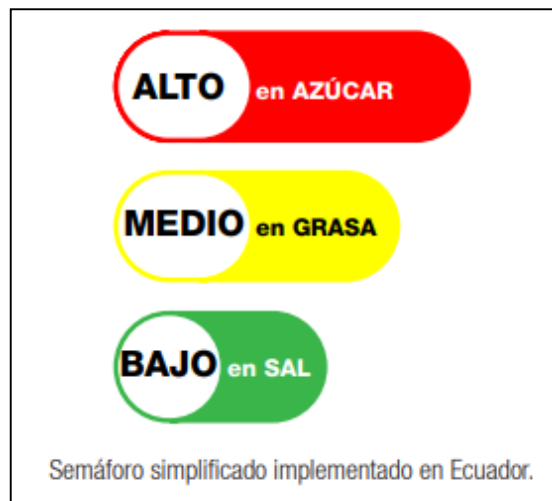 ALTO en AZÚCAR
MEDIO en GRASA
BAJO en SAL
Semáforo simplificado implementado en Ecuador.